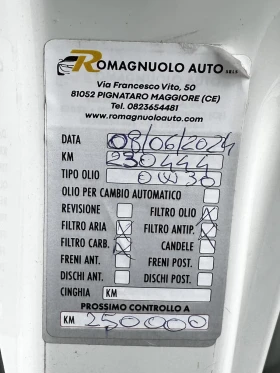 ROMAGNUOLO AUTO SRLS
Via Francesco Vito, 50
81052 PIGNATARO MAGGIORE (CE)
Tel. 0823654481
www.romagnuoloauto.com
DATA 08/06/2024
KM 230444
TIPO OLIO 0W30
OLIO PER CAMBIO AUTOMATICO
REVISIONE FILTRO OLIO X
FILTRO ARIA X FILTRO ANTIP. X
FILTRO CARB. X CANDELE X
FRENI ANT. FRENI POST.
DISCHI ANT. DISCHI POST.
CINGHIA KM
PROSSIMO CONTROLLO A
KM 250000